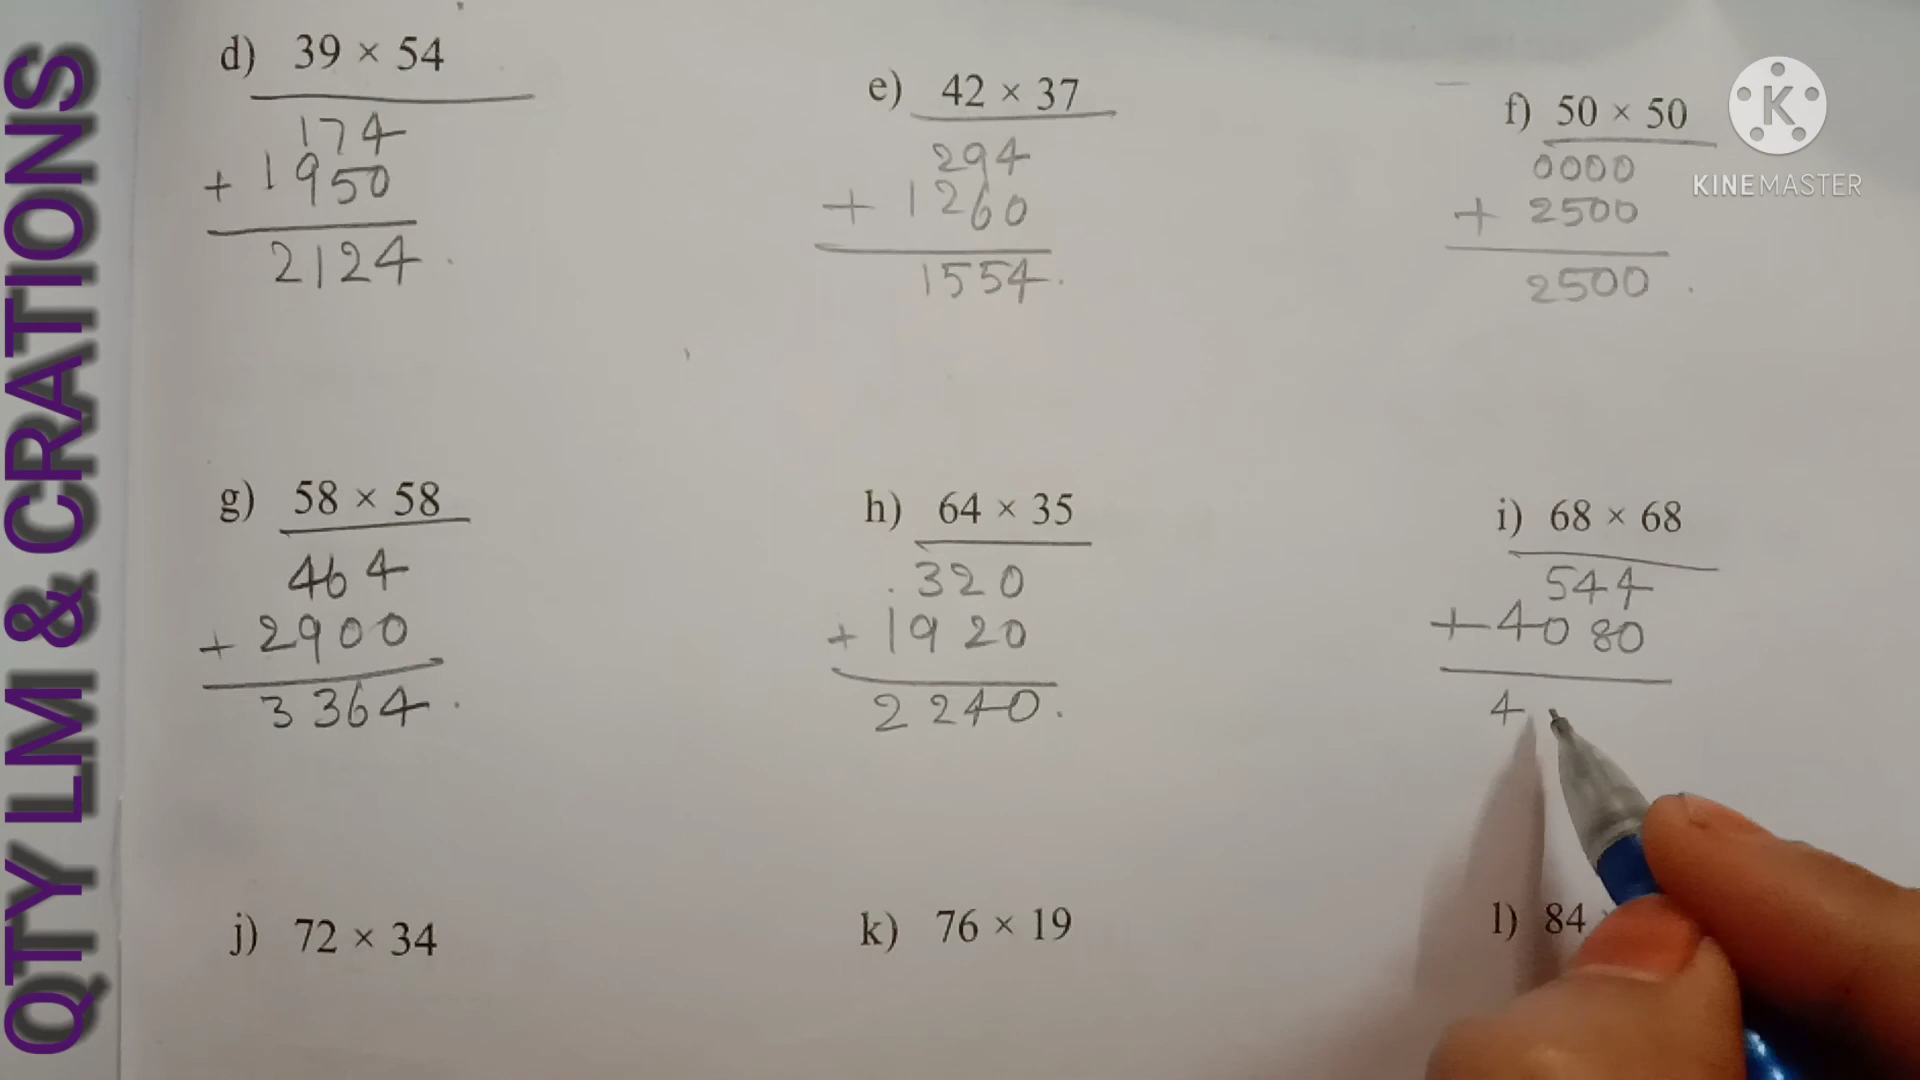 QTY LM & CRATIONS
d) 39 × 54
174
+ 1950
2124
e) 42 × 37
294
+ 1260
1554
f) 50 × 50
0000
+ 2500
2500
KINEMASTER
g) 58 × 58
464
+ 2900
3364
h) 64 × 35
320
+ 1920
2240
i) 68 × 68
544
+ 4080
4
j) 72 × 34
k) 76 × 19
l) 84